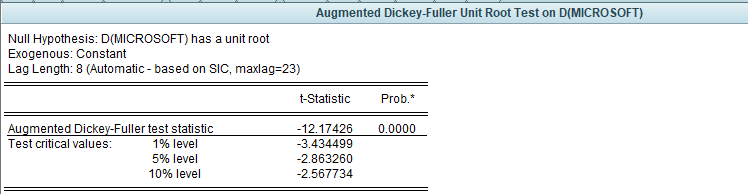 Augmented Dickey-Fuller Unit Root Test on D(MICROSOFT)
Null Hypothesis: D(MICROSOFT) has a unit root
Exogenous: Constant
Lag Length: 8 (Automatic - based on SIC, maxlag=23)
t-Statistic Prob.*
Augmented Dickey-Fuller test statistic -12.17426 0.0000
Test critical values: 1% level -3.434499
5% level -2.863260
10% level -2.567734